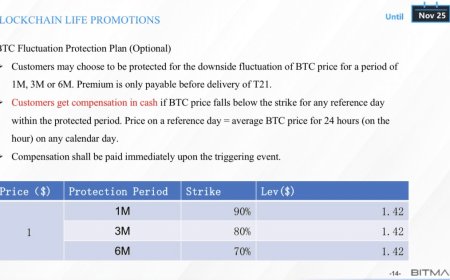 LOCKCHAIN LIFE PROMOTIONS
Until
Nov 25
BTC Fluctuation Protection Plan (Optional)
Customers may choose to be protected for the downside fluctuation of BTC price for a period of
1M, 3M or 6M. Premium is only payable before delivery of T21.
Customers get compensation in cash if BTC price falls below the strike for any reference day
within the protected period. Price on a reference day = average BTC price for 24 hours (on the
hour) on any calendar day.
Compensation shall be paid immediately upon the triggering event.
Price ($) Protection Period Strike Lev($)
1M 90% 1.42
1 3M 80% 1.42
6M 70% 1.42
-14- BITMA